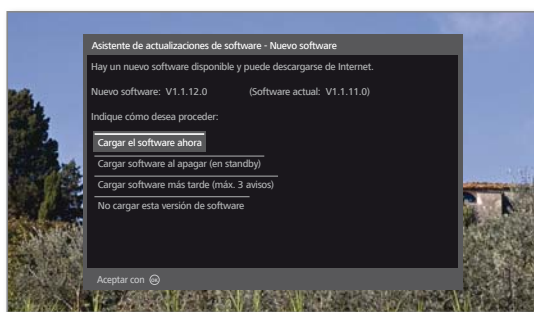 Asistente de actualizaciones de software - Nuevo software
Hay un nuevo software disponible y puede descargarse de Internet.
Nuevo software: V1.1.12.0 (Software actual: V1.1.11.0)
Indique cómo desea proceder:
Cargar el software ahora
Cargar software al apagar (en standby)
Cargar software más tarde (máx. 3 avisos)
No cargar esta versión de software
Aceptar con OK